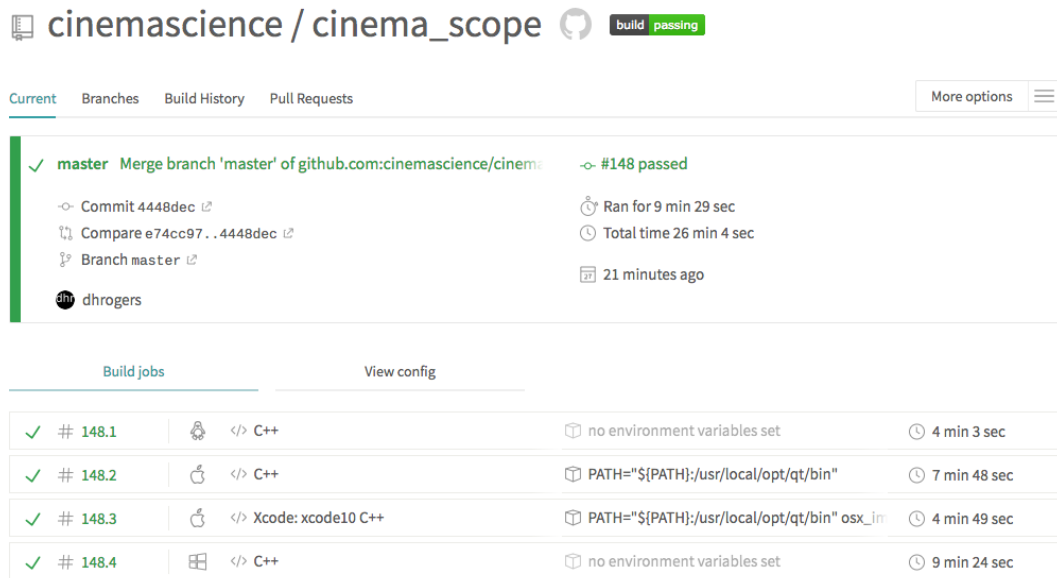 cinemascience / cinema_scope build passing
Current Branches Build History Pull Requests More options
master Merge branch 'master' of github.com:cinemascience/cinema
#148 passed
Commit 4448dec
Ran for 9 min 29 sec
Compare e74cc97..4448dec
Total time 26 min 4 sec
Branch master
27 21 minutes ago
dhr dhrogers
Build jobs View config
# 148.1 </> C++ no environment variables set 4 min 3 sec
# 148.2 </> C++ PATH="${PATH}:/usr/local/opt/qt/bin" 7 min 48 sec
# 148.3 </> Xcode: xcode10 C++ PATH="${PATH}:/usr/local/opt/qt/bin" osx_im 4 min 49 sec
# 148.4 </> C++ no environment variables set 9 min 24 sec